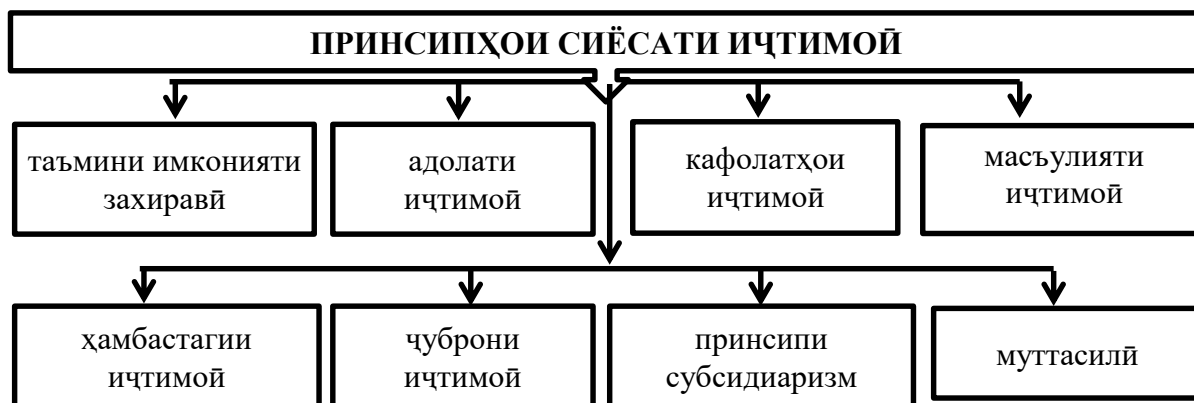 ПРИНСИПҲОИ СИЁСАТИ ИҶТИМОӢ
таъмини имконияти
захиравӣ
адолати
иҷтимоӣ
кафолатҳои
иҷтимоӣ
масъулияти
иҷтимоӣ
ҳамбастагии
иҷтимоӣ
ҷуброни
иҷтимоӣ
принсипи
субсидиаризм
муттасилӣ